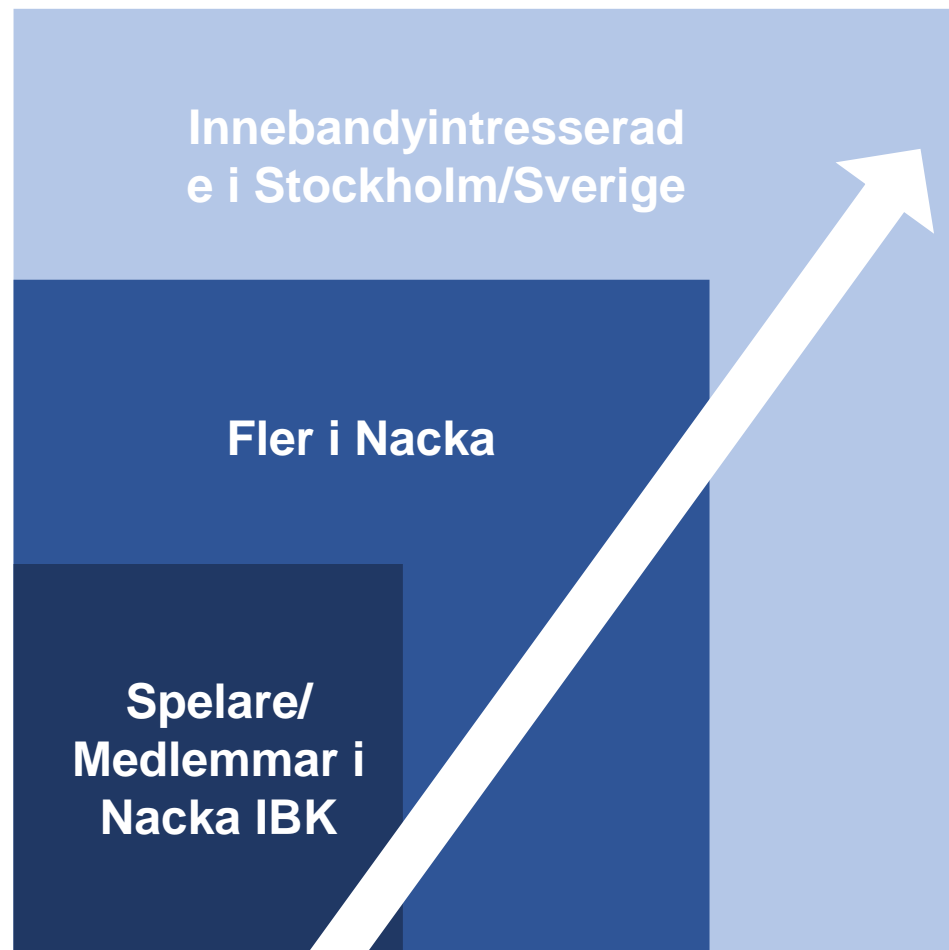 Innebandyintresserad
e i Stockholm/Sverige
Fler i Nacka
Spelare/
Medlemmar i
Nacka IBK